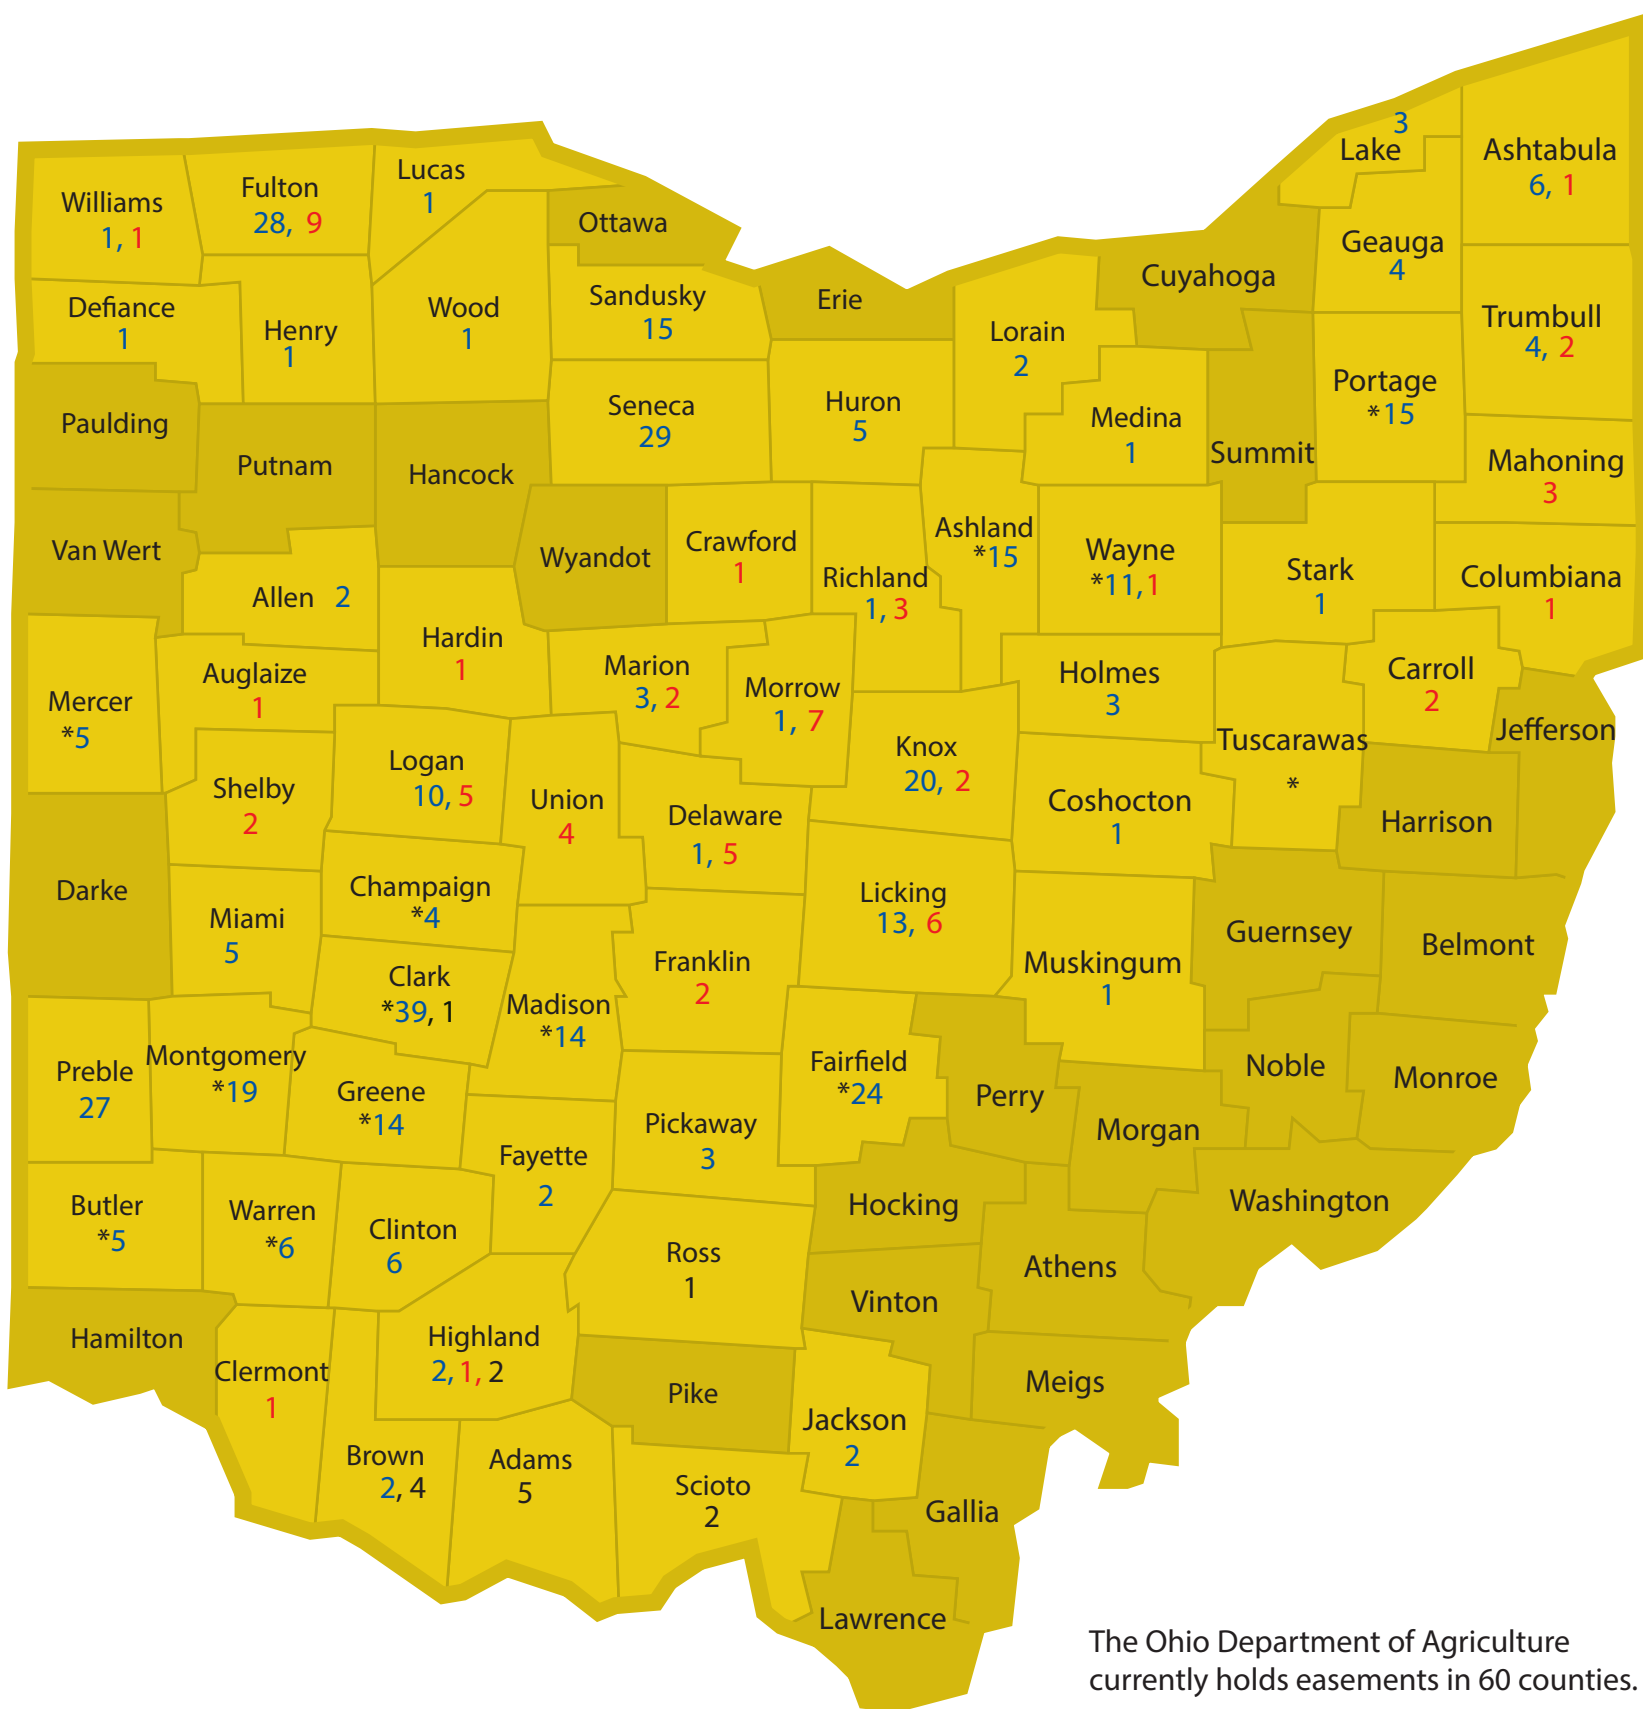 3
Lake
Ashtabula
6, 1
Lucas
1
Fulton
28, 9
Williams
1, 1
Ottawa
Geauga
4
Cuyahoga
Sandusky
15
Erie
Defiance
1
Henry
1
Wood
1
Lorain
2
Trumbull
4, 2
Portage
*15
Paulding
Seneca
29
Huron
5
Medina
1
Summit
Mahoning
3
Putnam
Hancock
Van Wert
Wyandot
Crawford
1
Richland
1, 3
Ashland
*15
Wayne
*11, 1
Stark
1
Columbiana
1
Allen 2
Hardin
1
Auglaize
1
Mercer
*5
Marion
3, 2
Morrow
1, 7
Holmes
3
Carroll
2
Tuscarawas
*
Jefferson
Logan
10, 5
Shelby
2
Union
4
Knox
20, 2
Delaware
1, 5
Coshocton
1
Harrison
Darke
Champaign
*4
Miami
5
Licking
13, 6
Guernsey
Belmont
Clark
*39, 1
Madison
*14
Franklin
2
Muskingum
1
Preble
27
Montgomery
*19
Greene
*14
Fairfield
*24
Perry
Noble
Monroe
Pickaway
3
Morgan
Fayette
2
Butler
*5
Warren
*6
Clinton
6
Hocking
Washington
Ross
1
Athens
Vinton
Hamilton
Highland
2, 1, 2
Clermont
1
Pike
Meigs
Jackson
2
Brown
2, 4
Adams
5
Scioto
2
Gallia
Lawrence
The Ohio Department of Agriculture
currently holds easements in 60 counties.